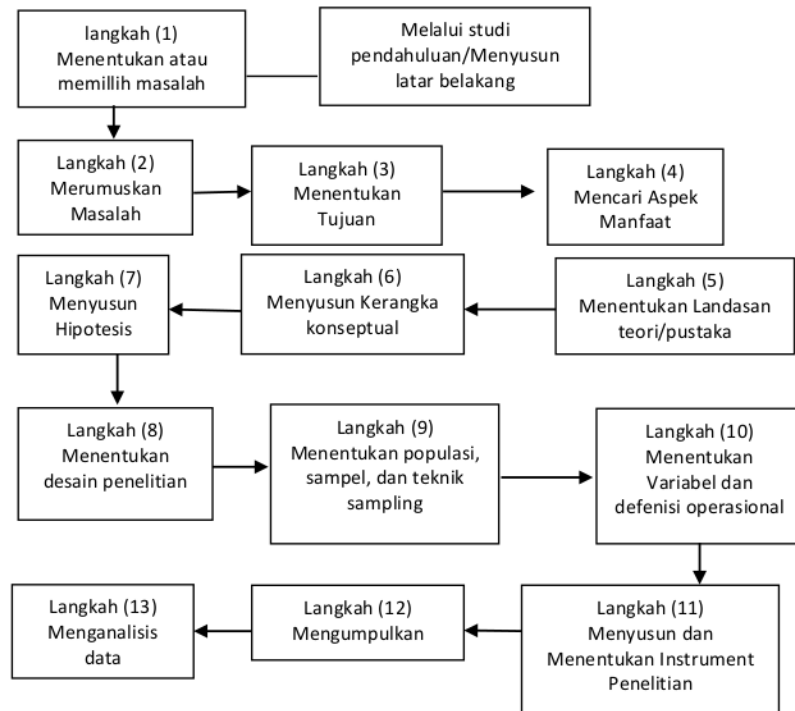 langkah (1)
Menentukan atau
memillih masalah
Melalui studi
pendahuluan/Menyusun
latar belakang
Langkah (2)
Merumuskan
Masalah
Langkah (3)
Menentukan
Tujuan
Langkah (4)
Mencari Aspek
Manfaat
Langkah (5)
Menentukan Landasan
teori/pustaka
Langkah (6)
Menyusun Kerangka
konseptual
Langkah (7)
Menyusun
Hipotesis
Langkah (8)
Menentukan
desain penelitian
Langkah (9)
Menentukan populasi,
sampel, dan teknik
sampling
Langkah (10)
Menentukan
Variabel dan
defenisi operasional
Langkah (11)
Menyusun dan
Menentukan Instrument
Penelitian
Langkah (12)
Mengumpulkan
Langkah (13)
Menganalisis
data